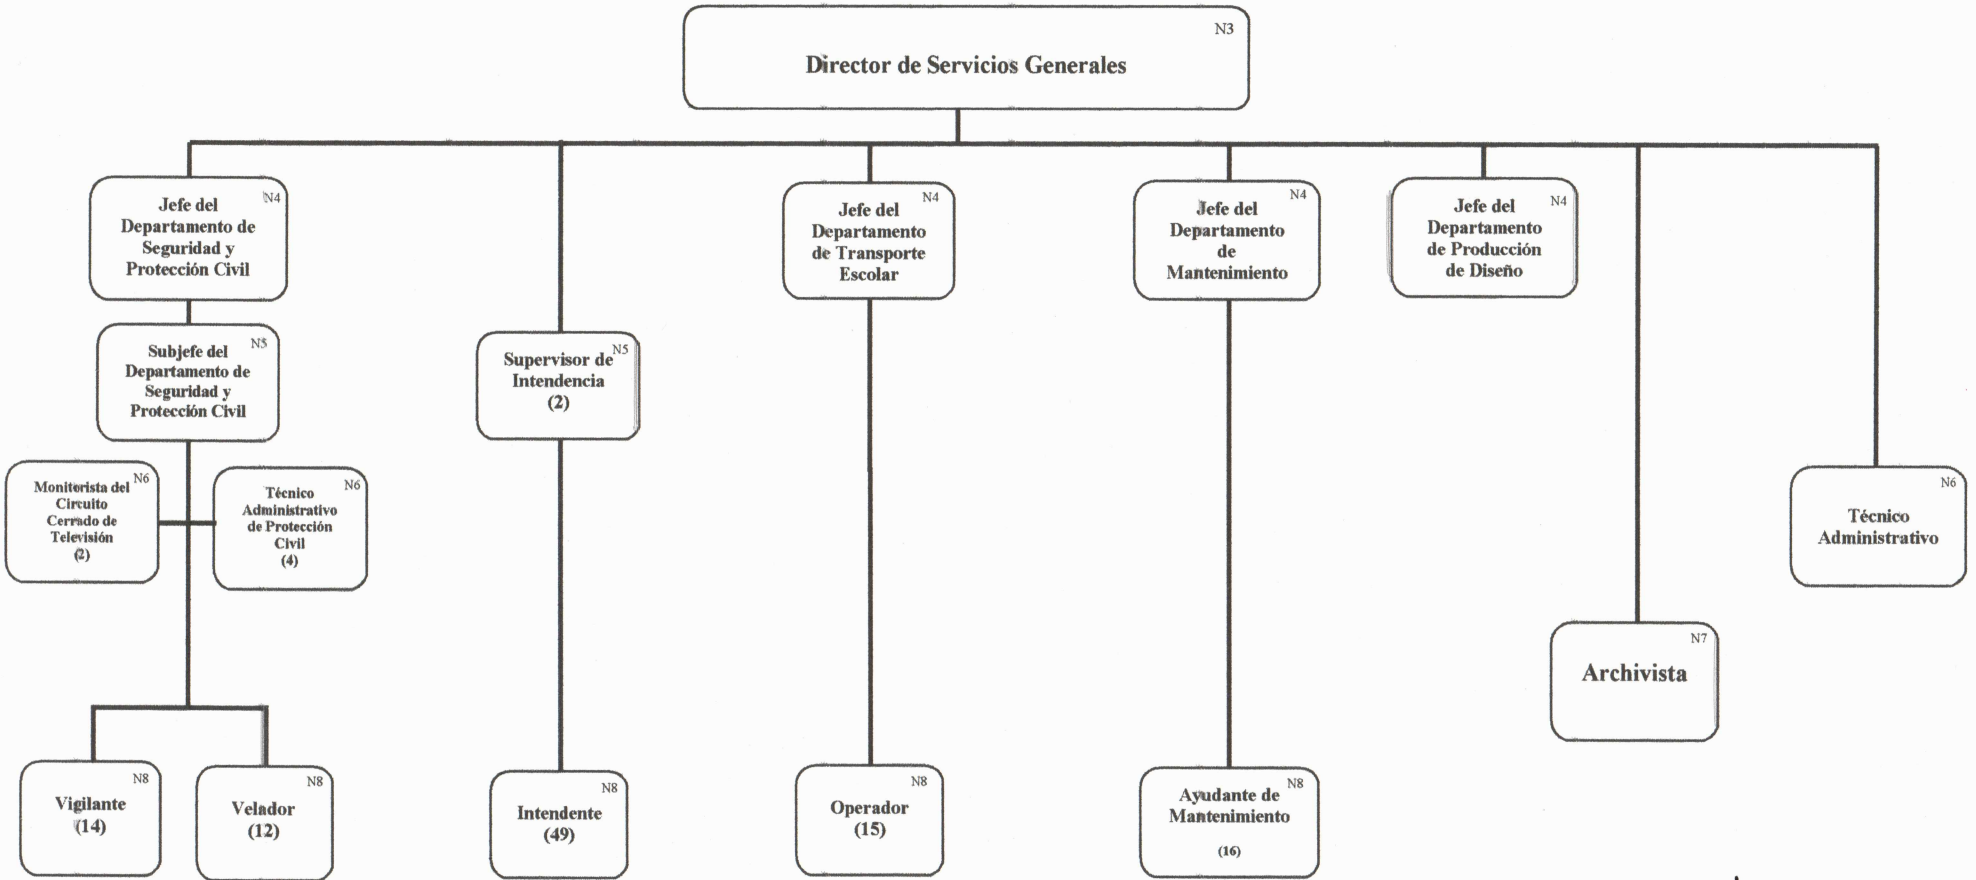 N3
Director de Servicios Generales
N4
Jefe del
Departamento de
Seguridad y
Protección Civil
N4
Jefe del
Departamento
de Transporte
Escolar
N4
Jefe del
Departamento
de
Mantenimiento
N4
Jefe del
Departamento
de Producción
de Diseño
N5
Subjefe del
Departamento de
Seguridad y
Protección Civil
N5
Supervisor de
Intendencia
(2)
N6
Monitorista del
Circuito
Cerrado de
Televisión
(2)
N6
Técnico
Administrativo
de Protección
Civil
(4)
N6
Técnico
Administrativo
N7
Archivista
N8
Vigilante
(14)
N8
Velador
(12)
N8
Intendente
(49)
N8
Operador
(15)
N8
Ayudante de
Mantenimiento
(16)